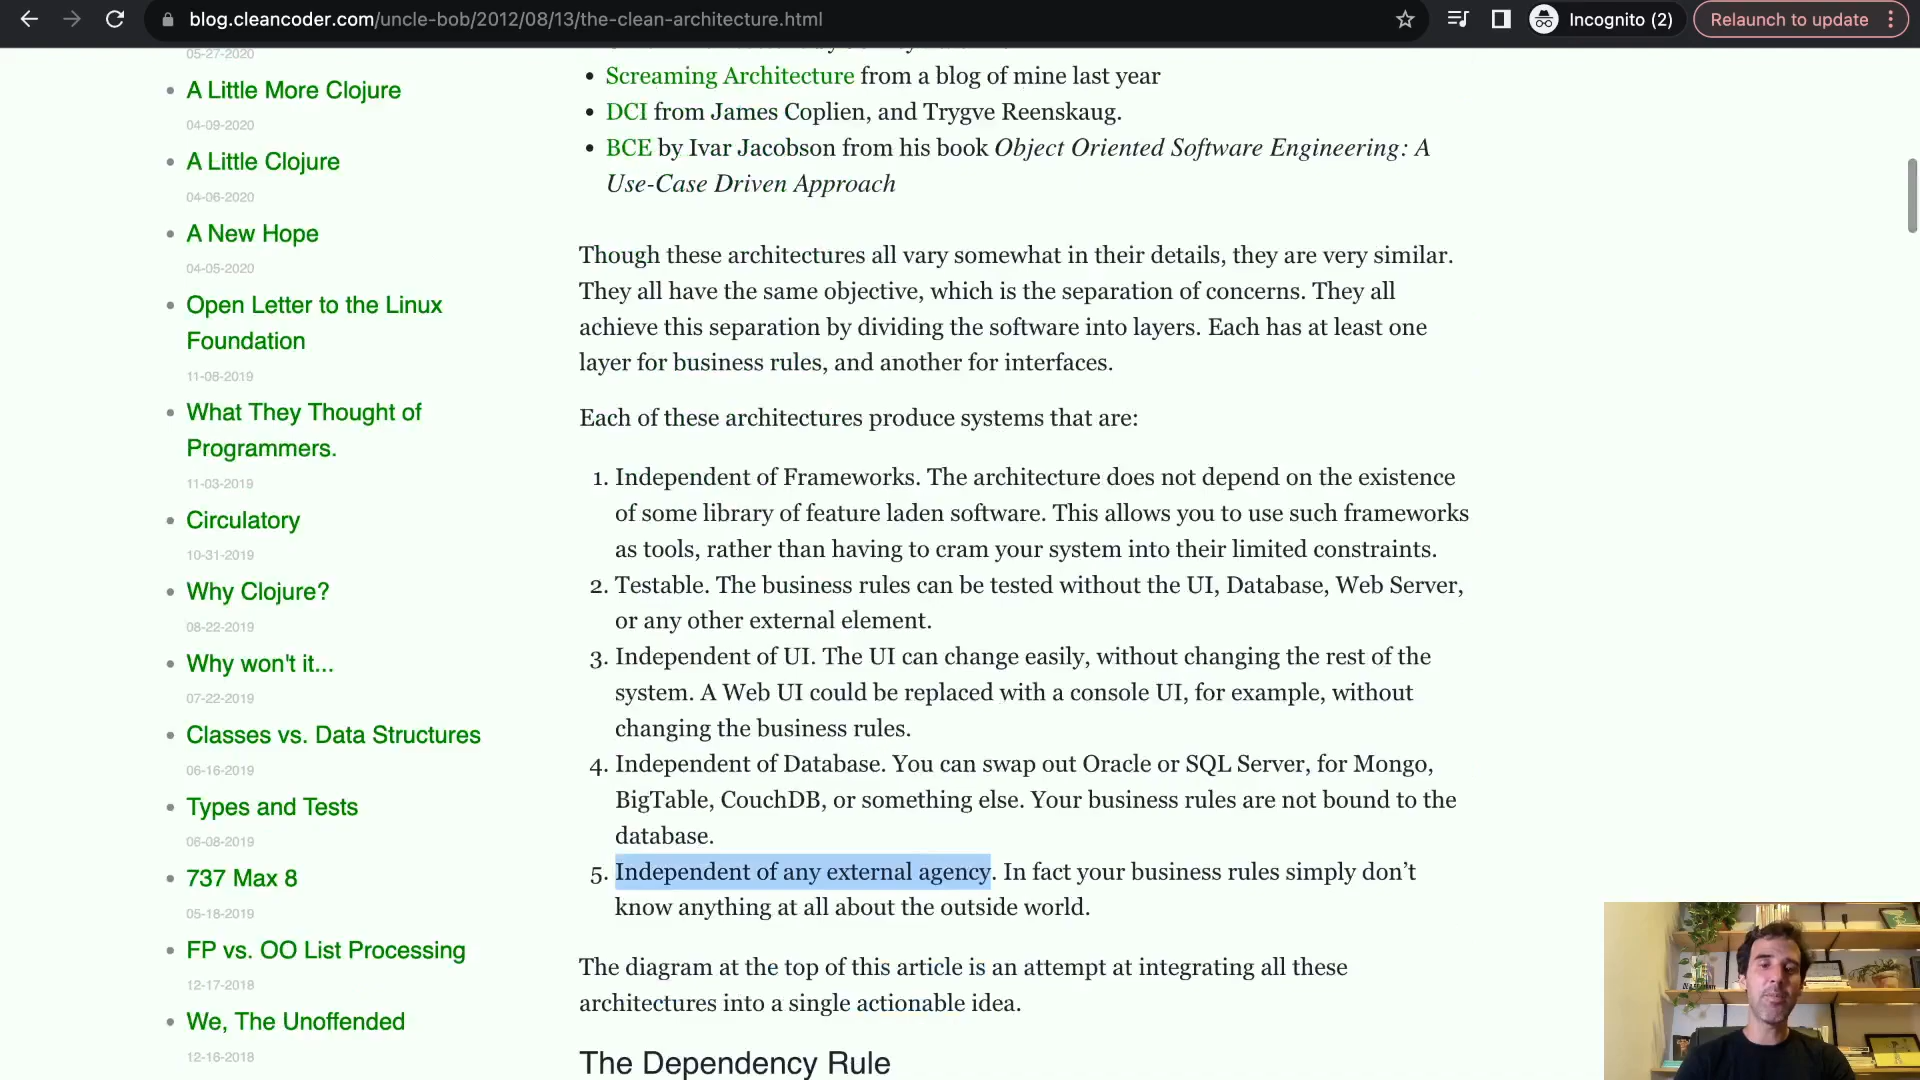 blog.cleancoder.com/uncle-bob/2012/08/13/the-clean-architecture.html
Incognito (2)
Relaunch to update
05-27-2020
A Little More Clojure
04-09-2020
A Little Clojure
04-06-2020
A New Hope
04-05-2020
Open Letter to the Linux
Foundation
11-08-2019
What They Thought of
Programmers.
11-03-2019
Circulatory
10-31-2019
Why Clojure?
08-22-2019
Why won't it...
07-22-2019
Classes vs. Data Structures
06-16-2019
Types and Tests
06-08-2019
737 Max 8
05-18-2019
FP vs. OO List Processing
12-17-2018
We, The Unoffended
12-16-2018
Screaming Architecture from a blog of mine last year
DCI from James Coplien, and Trygve Reenskaug.
BCE by Ivar Jacobson from his book Object Oriented Software Engineering: A
Use-Case Driven Approach
Though these architectures all vary somewhat in their details, they are very similar.
They all have the same objective, which is the separation of concerns. They all
achieve this separation by dividing the software into layers. Each has at least one
layer for business rules, and another for interfaces.
Each of these architectures produce systems that are:
1. Independent of Frameworks. The architecture does not depend on the existence
of some library of feature laden software. This allows you to use such frameworks
as tools, rather than having to cram your system into their limited constraints.
2. Testable. The business rules can be tested without the UI, Database, Web Server,
or any other external element.
3. Independent of UI. The UI can change easily, without changing the rest of the
system. A Web UI could be replaced with a console UI, for example, without
changing the business rules.
4. Independent of Database. You can swap out Oracle or SQL Server, for Mongo,
BigTable, CouchDB, or something else. Your business rules are not bound to the
database.
5. Independent of any external agency. In fact your business rules simply don’t
know anything at all about the outside world.
The diagram at the top of this article is an attempt at integrating all these
architectures into a single actionable idea.
The Dependency Rule